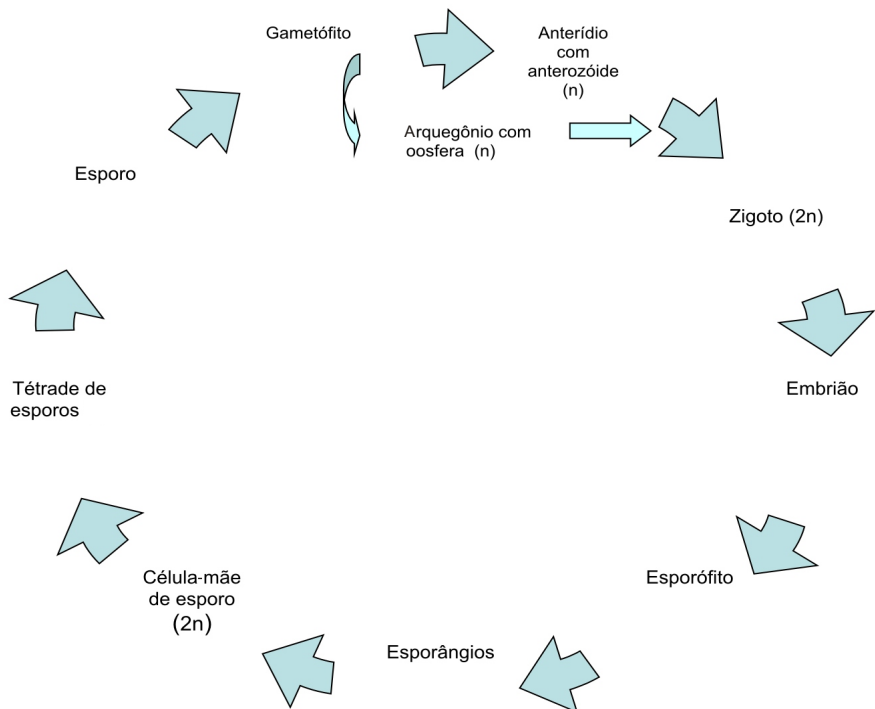 Gametófito
Anterídio
com
anterozóide
(n)
Arquegônio com
oosfera (n)
Esporo
Zigoto (2n)
Tétrade de
esporos
Embrião
Célula-mãe
de esporo
(2n)
Esporófito
Esporângios